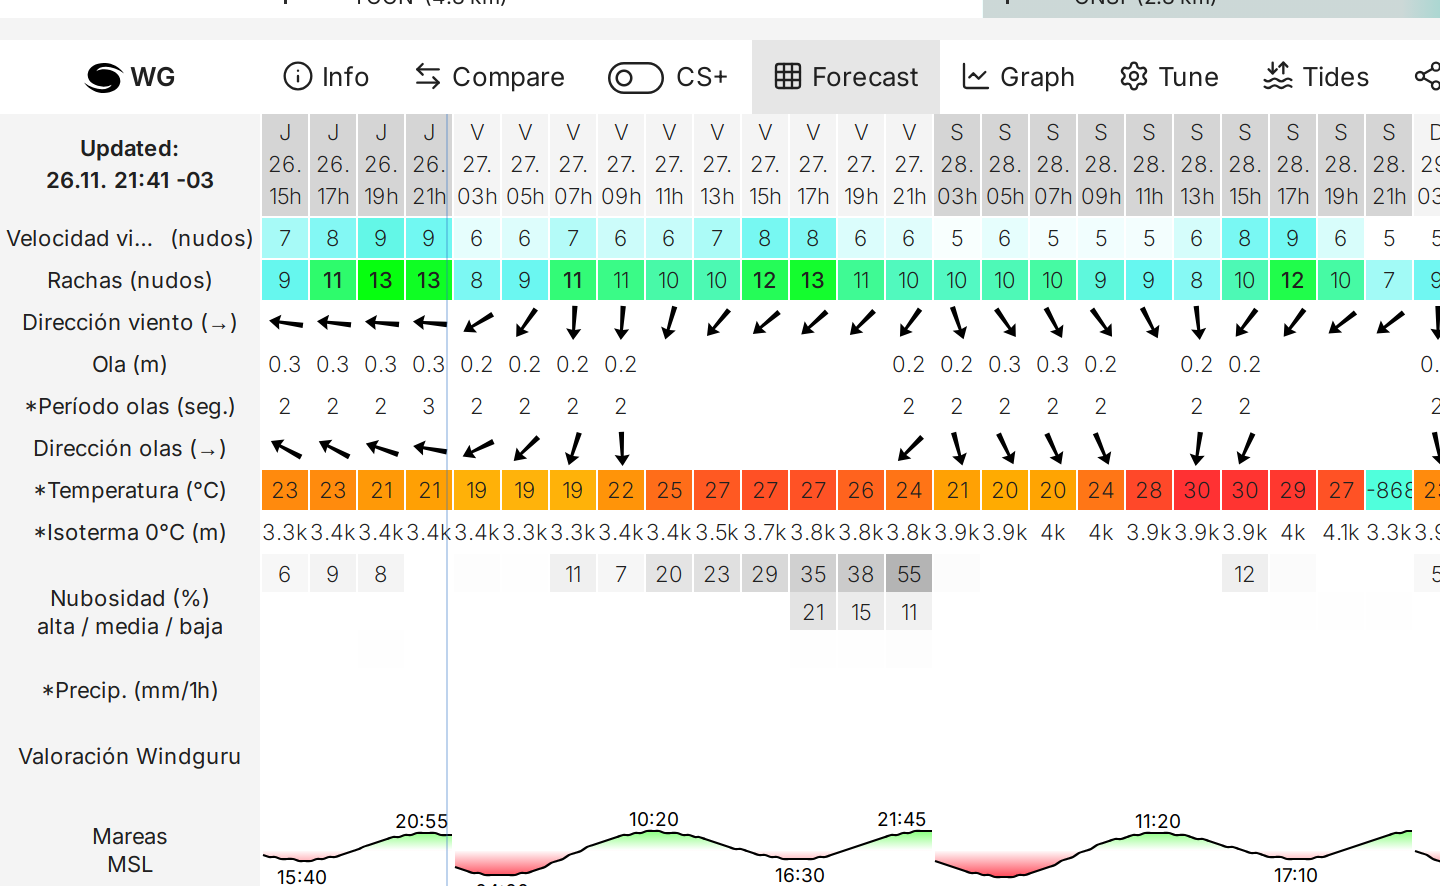 WG Info Compare CS+ Forecast Graph Tune Tides
Updated:
26.11. 21:41 -03
J J J J V V V V V V V V V V S S S S S S S S S S
26. 26. 26. 26. 27. 27. 27. 27. 27. 27. 27. 27. 27. 27. 28. 28. 28. 28. 28. 28. 28. 28. 28. 28.
15h 17h 19h 21h 03h 05h 07h 09h 11h 13h 15h 17h 19h 21h 03h 05h 07h 09h 11h 13h 15h 17h 19h 21h
Velocidad vi... (nudos) 7 8 9 9 6 6 7 6 6 7 8 8 6 6 5 6 5 5 5 6 8 9 6 5
Rachas (nudos) 9 11 13 13 8 9 11 11 10 10 12 13 11 10 10 10 10 9 9 8 10 12 10 7
Dirección viento (→)
Ola (m) 0.3 0.3 0.3 0.3 0.2 0.2 0.2 0.2 0.2 0.2 0.3 0.3 0.2 0.2 0.2
*Período olas (seg.) 2 2 2 3 2 2 2 2 2 2 2 2 2 2 2
Dirección olas (→)
*Temperatura (°C) 23 23 21 21 19 19 19 22 25 27 27 27 26 24 21 20 20 24 28 30 30 29 27 -868
*Isoterma 0°C (m) 3.3k 3.4k 3.4k 3.4k 3.4k 3.3k 3.3k 3.4k 3.4k 3.5k 3.7k 3.8k 3.8k 3.8k 3.9k 3.9k 4k 4k 3.9k 3.9k 3.9k 4k 4.1k 3.3k
6 9 8 11 7 20 23 29 35 38 55 12
Nubosidad (%)
21 15 11
alta / media / baja
*Precip. (mm/1h)
Valoración Windguru
20:55 10:20 21:45 11:20
Mareas
MSL
15:40 16:30 17:10